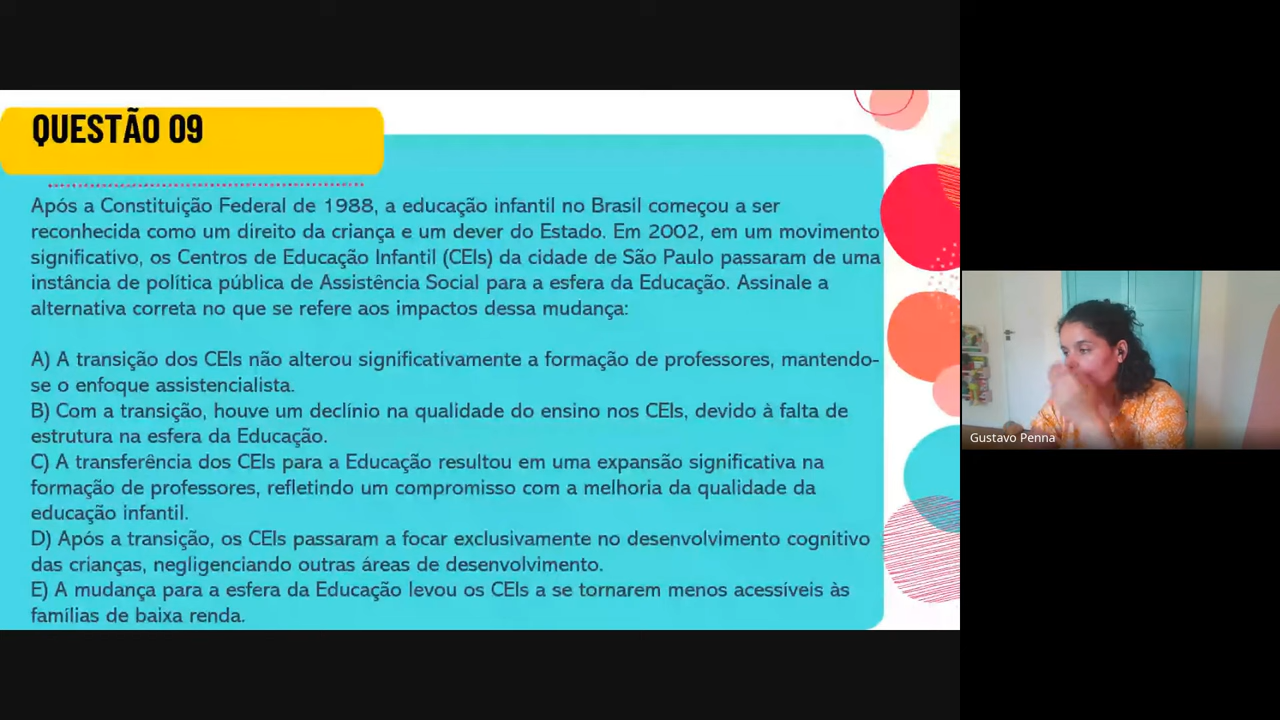 QUESTÃO 09
Após a Constituição Federal de 1988, a educação infantil no Brasil começou a ser
reconhecida como um direito da criança e um dever do Estado. Em 2002, em um movimento
significativo, os Centros de Educação Infantil (CEIs) da cidade de São Paulo passaram de uma
instância de política pública de Assistência Social para a esfera da Educação. Assinale a
alternativa correta no que se refere aos impactos dessa mudança:
A) A transição dos CEIs não alterou significativamente a formação de professores, mantendo-
se o enfoque assistencialista.
B) Com a transição, houve um declínio na qualidade do ensino nos CEIs, devido à falta de
estrutura na esfera da Educação.
C) A transferência dos CEIs para a Educação resultou em uma expansão significativa na
formação de professores, refletindo um compromisso com a melhoria da qualidade da
educação infantil.
D) Após a transição, os CEIs passaram a focar exclusivamente no desenvolvimento cognitivo
das crianças, negligenciando outras áreas de desenvolvimento.
E) A mudança para a esfera da Educação levou os CEIs a se tornarem menos acessíveis às
famílias de baixa renda.
Gustavo Penna